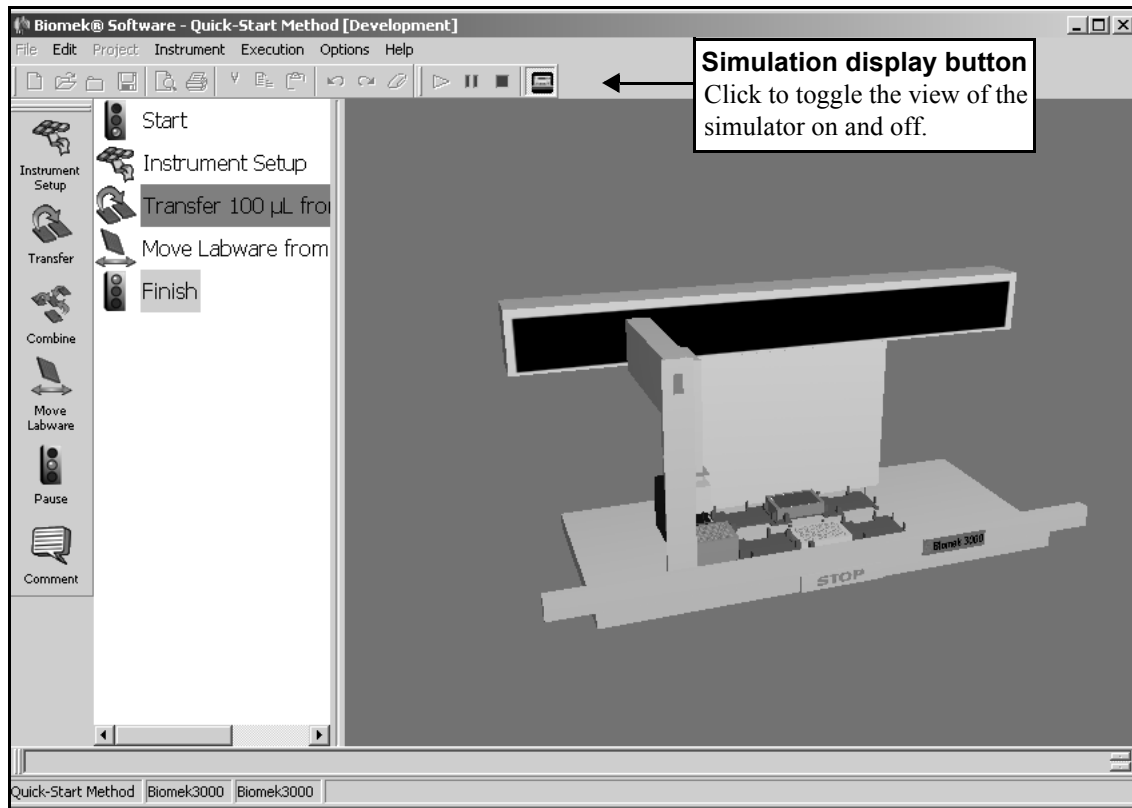 Biomek® Software - Quick-Start Method [Development]
File Edit Project Instrument Execution Options Help
Simulation display button
Click to toggle the view of the
simulator on and off.
Instrument
Setup
Transfer
Combine
Move
Labware
Pause
Comment
Start
Instrument Setup
Transfer 100 µL fro
Move Labware from
Finish
Biomek 3000
STOP
Quick-Start Method Biomek3000 Biomek3000